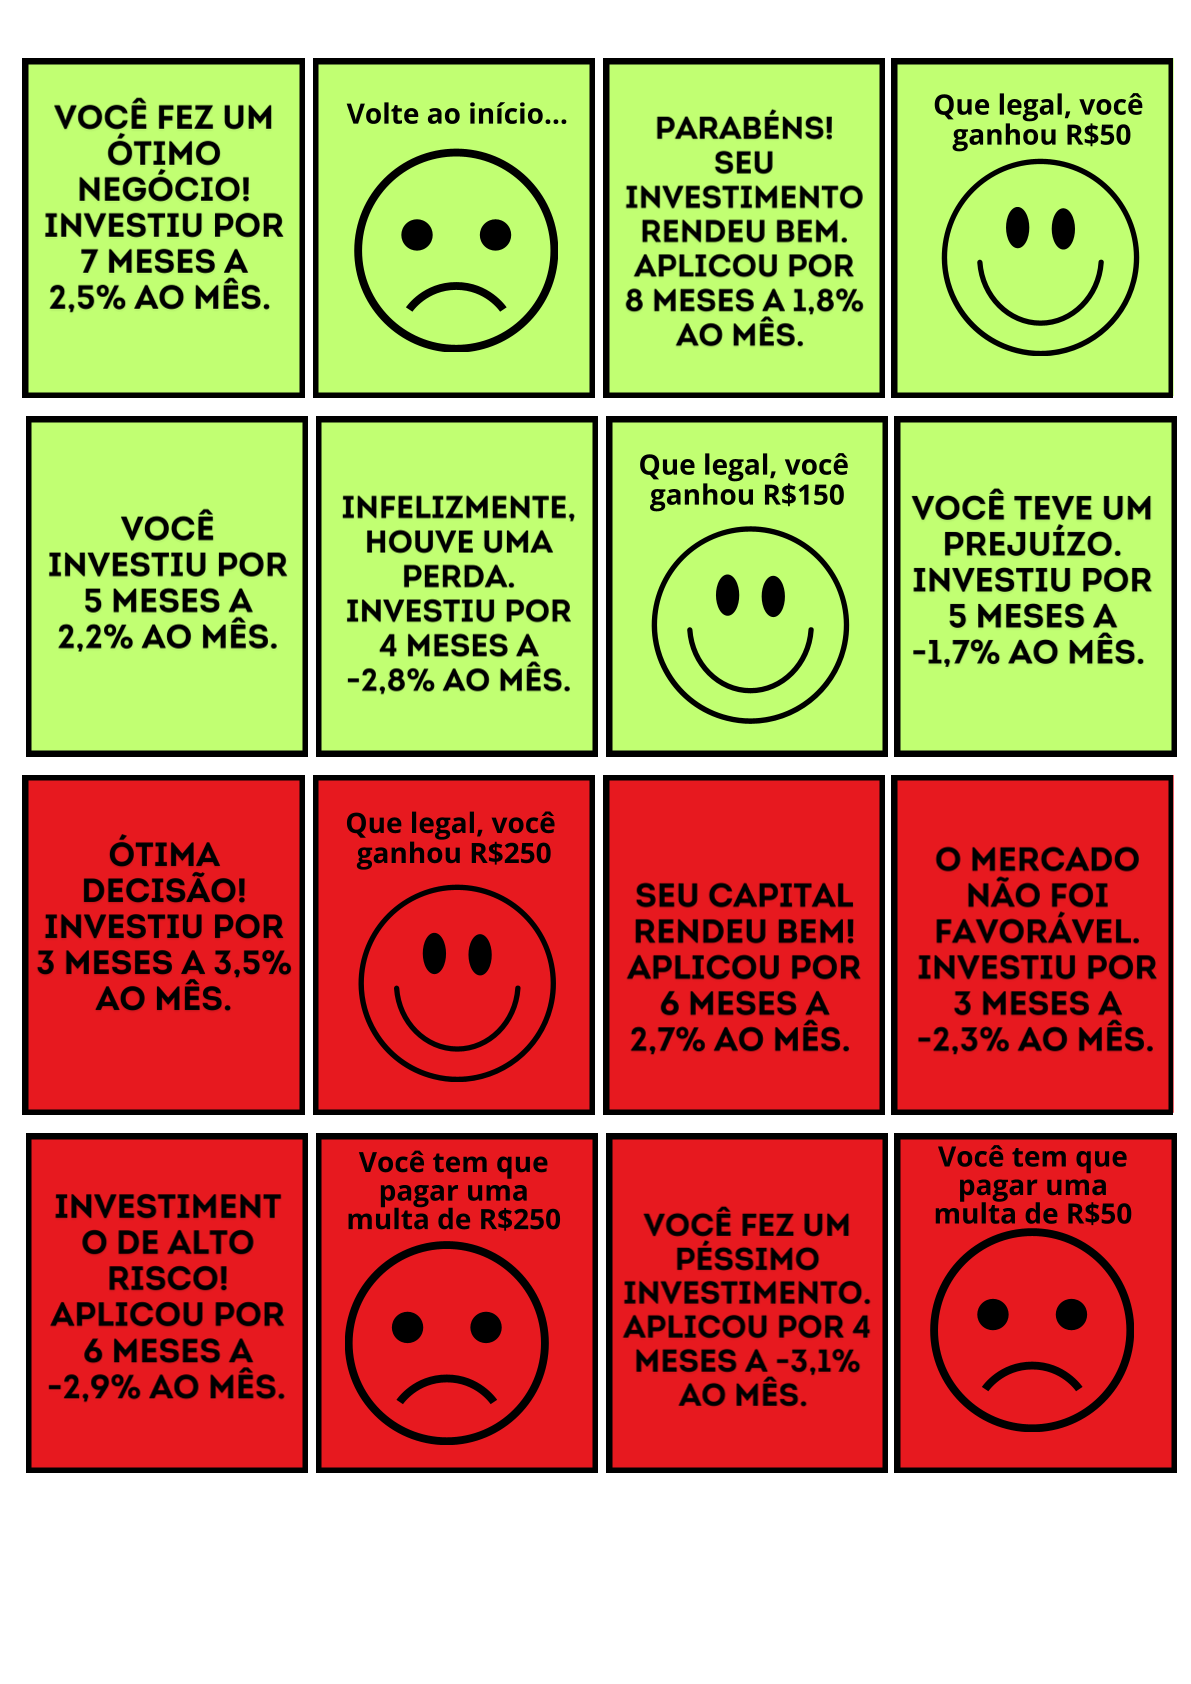 VOCÊ FEZ UM
ÓTIMO
NEGÓCIO!
INVESTIU POR
7 MESES A
2,5% AO MÊS.
Volte ao início...
PARABÉNS!
SEU
INVESTIMENTO
RENDEU BEM.
APLICOU POR
8 MESES A 1,8%
AO MÊS.
Que legal, você
ganhou R$50
VOCÊ
INVESTIU POR
5 MESES A
2,2% AO MÊS.
INFELIZMENTE,
HOUVE UMA
PERDA.
INVESTIU POR
4 MESES A
-2,8% AO MÊS.
Que legal, você
ganhou R$150
VOCÊ TEVE UM
PREJUÍZO.
INVESTIU POR
5 MESES A
-1,7% AO MÊS.
ÓTIMA
DECISÃO!
INVESTIU POR
3 MESES A 3,5%
AO MÊS.
Que legal, você
ganhou R$250
SEU CAPITAL
RENDEU BEM!
APLICOU POR
6 MESES A
2,7% AO MÊS.
O MERCADO
NÃO FOI
FAVORÁVEL.
INVESTIU POR
3 MESES A
-2,3% AO MÊS.
INVESTIMENT
O DE ALTO
RISCO!
APLICOU POR
6 MESES A
-2,9% AO MÊS.
Você tem que
pagar uma
multa de R$250
VOCÊ FEZ UM
PÉSSIMO
INVESTIMENTO.
APLICOU POR 4
MESES A -3,1%
AO MÊS.
Você tem que
pagar uma
multa de R$50